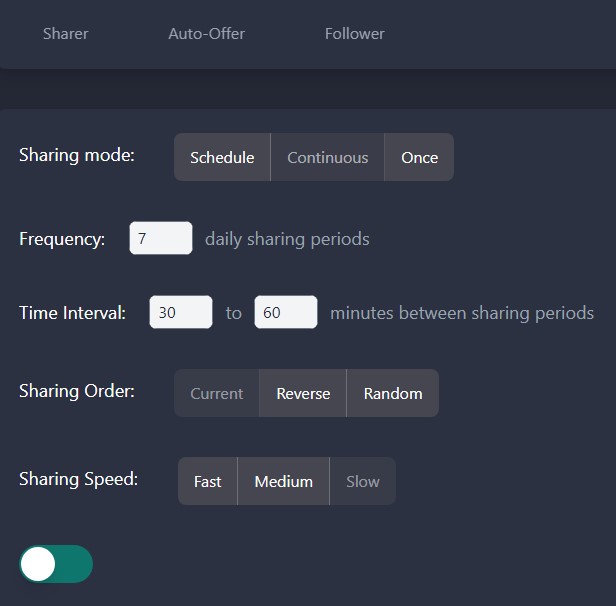 Sharer Auto-Offer Follower
Sharing mode: Schedule Continuous Once
Frequency: 7 daily sharing periods
Time Interval: 30 to 60 minutes between sharing periods
Sharing Order: Current Reverse Random
Sharing Speed: Fast Medium Slow